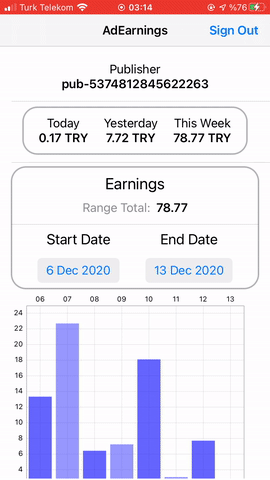 Turk Telekom 03:14 %76
AdEarnings Sign Out
Publisher
pub-5374812845622263
Today Yesterday This Week
0.17 TRY 7.72 TRY 78.77 TRY
Earnings
Range Total: 78.77
Start Date End Date
6 Dec 2020 13 Dec 2020
06 07 08 09 10 11 12 13
24
22
20
18
16
14
12
10
8
6
4